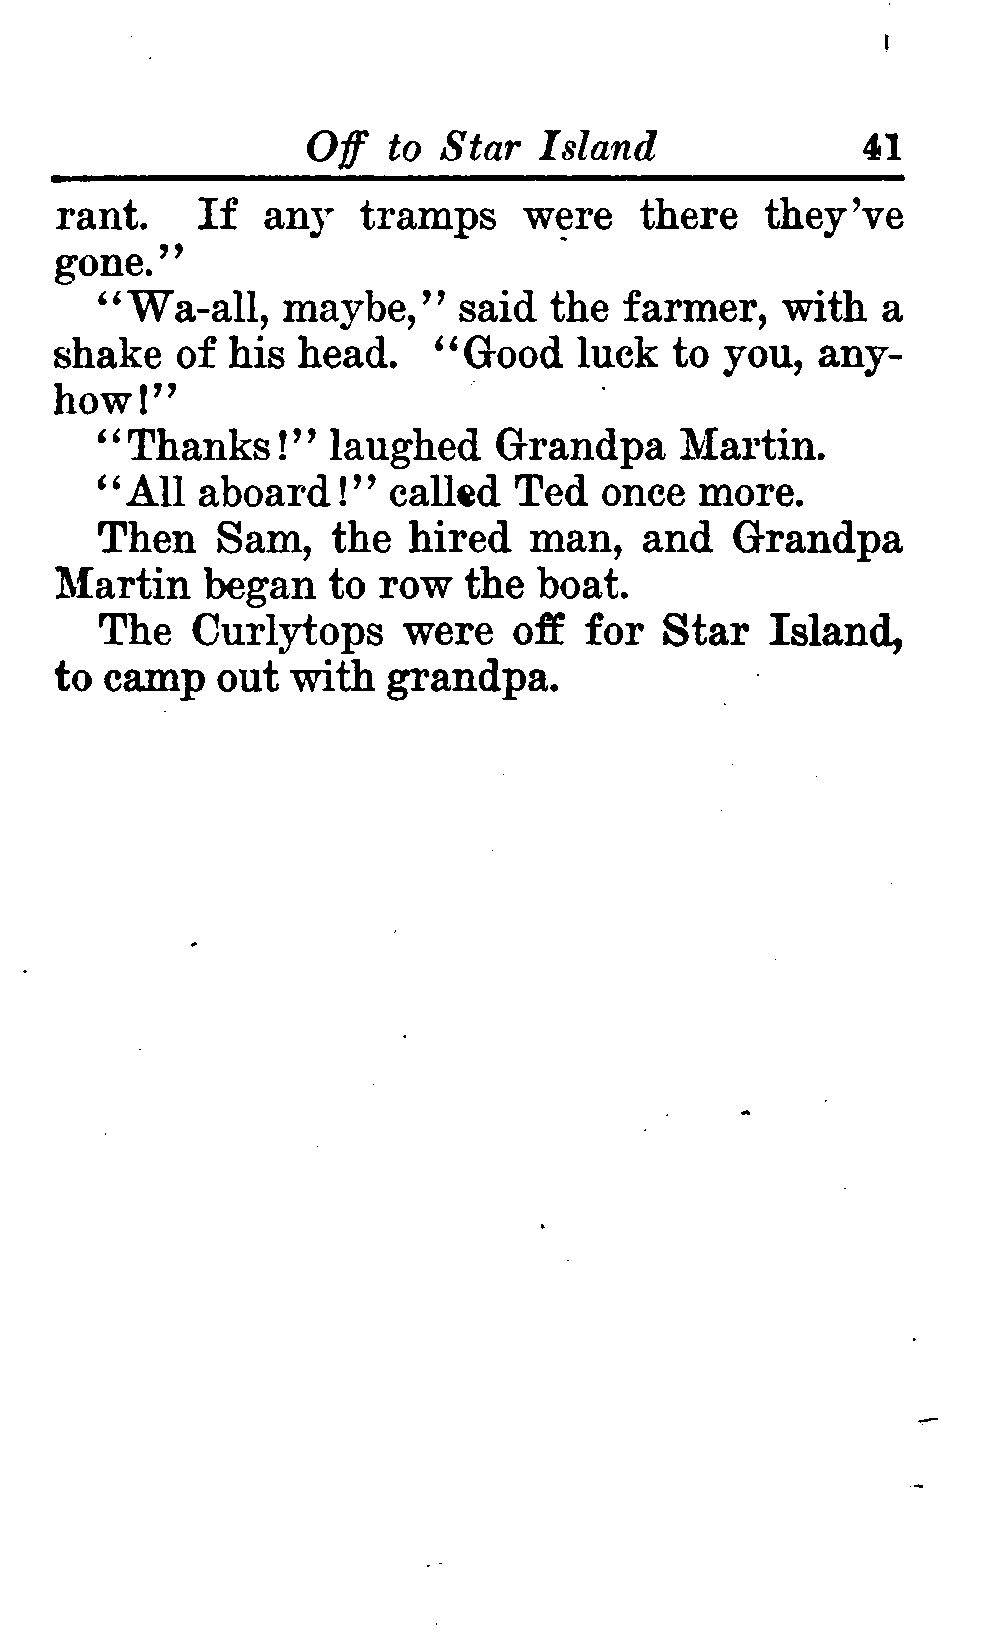 Off to Star Island 41
rant. If any tramps were there they've
gone."
"Wa-all, maybe," said the farmer, with a
shake of his head. "Good luck to you, any-
how!"
"Thanks!" laughed Grandpa Martin.
"All aboard!" called Ted once more.
Then Sam, the hired man, and Grandpa
Martin began to row the boat.
The Curlytops were off for Star Island,
to camp out with grandpa.